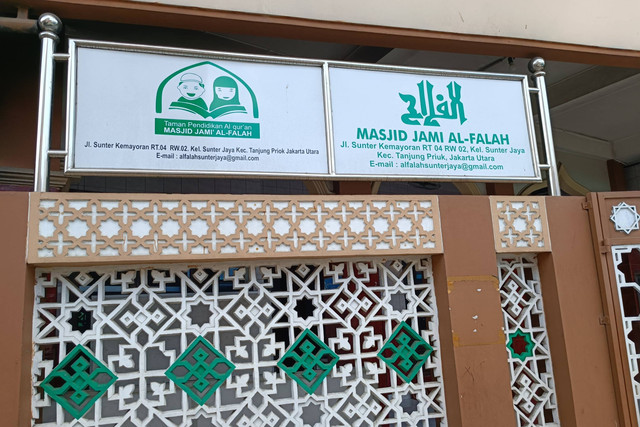 Taman Pendidikan Al qur'an
MASJID JAMI' AL-FALAH
Jl. Sunter Kemayoran RT.04 RW.02. Kel. Sunter Jaya Kec. Tanjung Priok Jakarta Utara
E-mail : alfalahsunterjaya@gmail.com
MASJID JAMI AL-FALAH
Jl. Sunter Kemayoran RT 04 RW 02, Kel. Sunter Jaya
Kec. Tanjung Priuk, Jakarta Utara
E-mail : alfalahsunterjaya@gmail.com